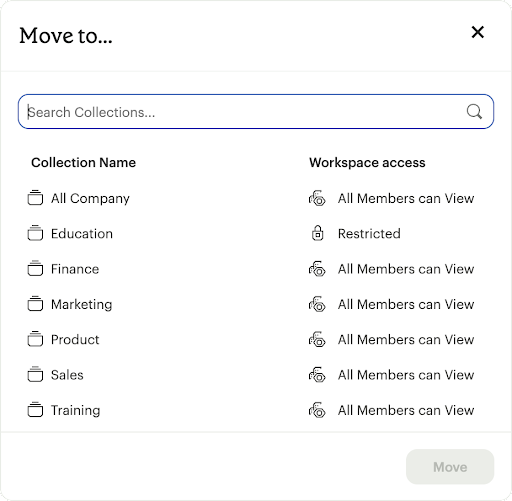 Move to...
Search Collections...
Collection Name Workspace access
All Company All Members can View
Education Restricted
Finance All Members can View
Marketing All Members can View
Product All Members can View
Sales All Members can View
Training All Members can View
Move